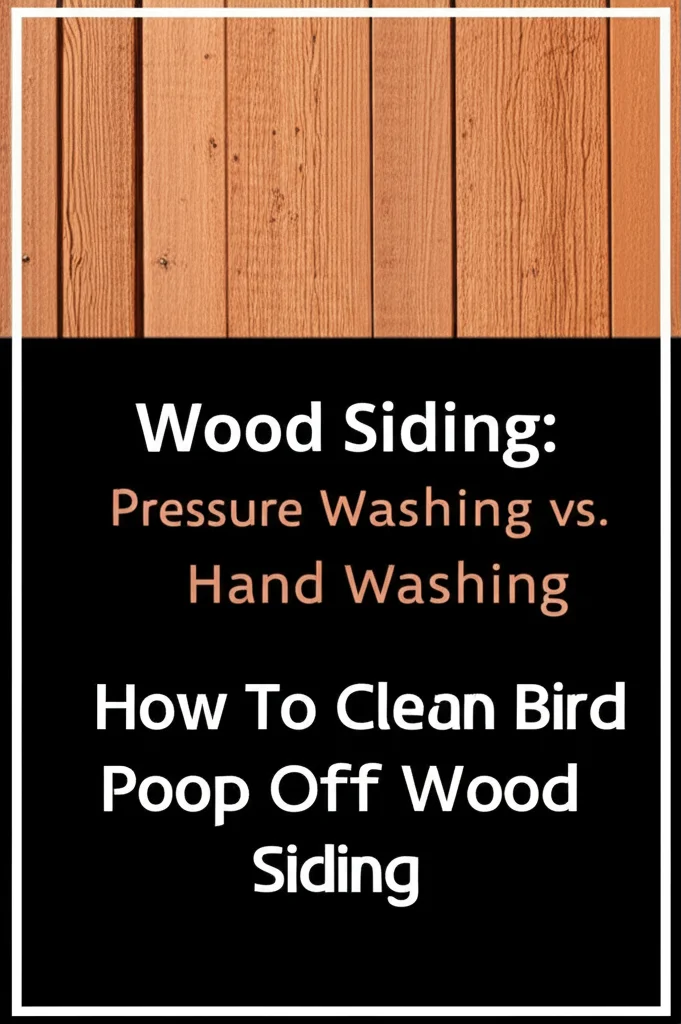 Wood Siding:
Pressure Washing vs.
Hand Washing
How To Clean Bird
Poop Off Wood
Siding